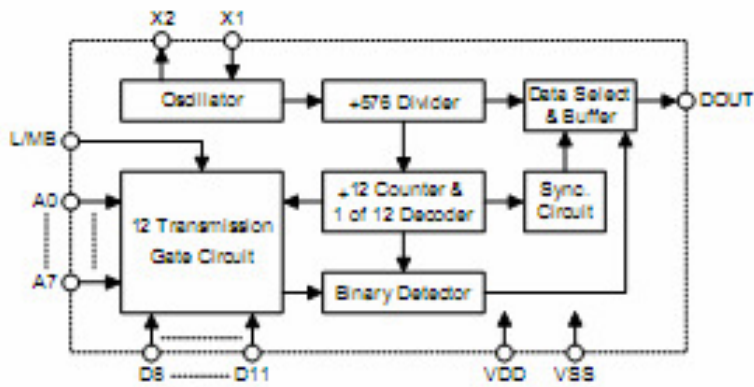 X2 X1
Oscillator
÷576 Divider
Data Select
& Buffer
DOUT
L/MB
A0
12 Transmission
Gate Circuit
÷12 Counter &
1 of 12 Decoder
Sync.
Circuit
A7
Binary Detector
D8 D11 VDD VSS